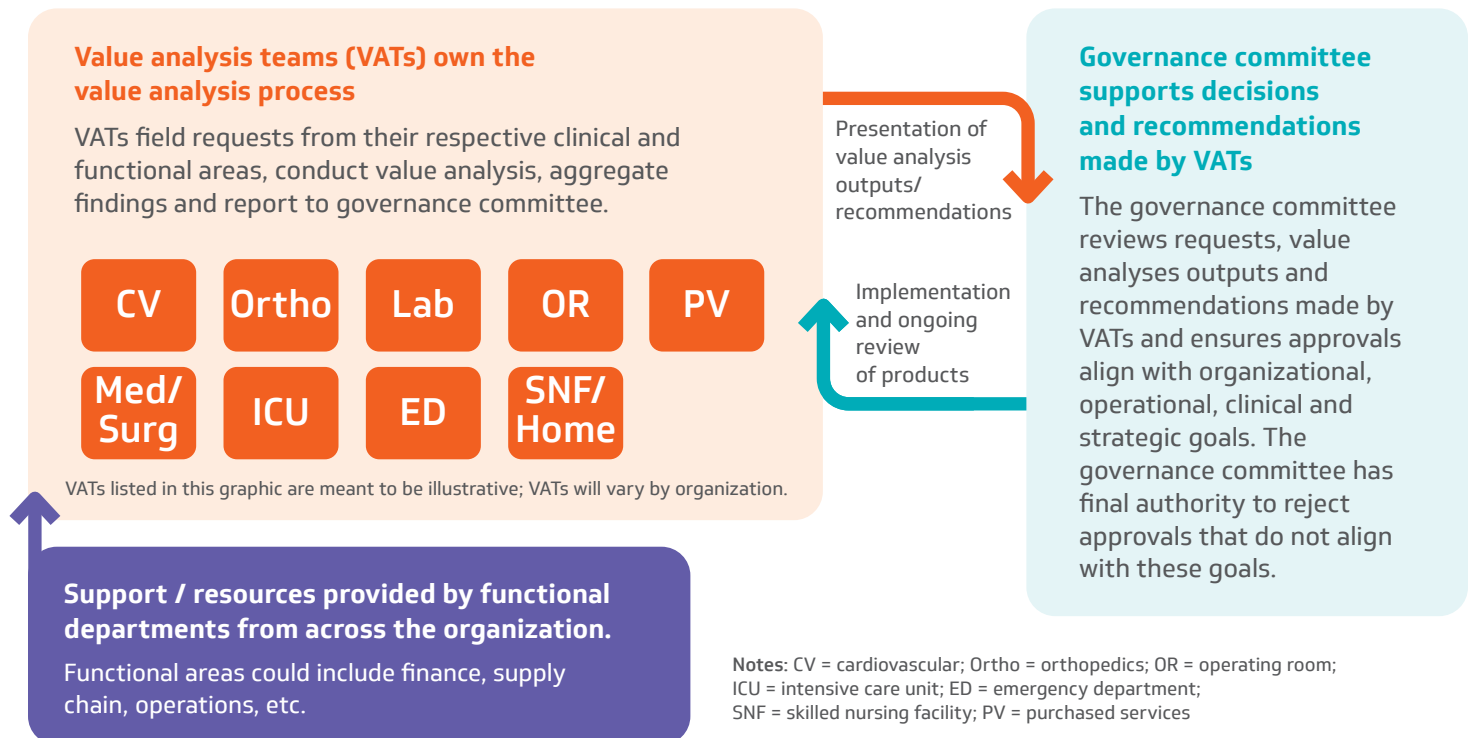 Value analysis teams (VATs) own the
value analysis process
VATs field requests from their respective clinical and
functional areas, conduct value analysis, aggregate
findings and report to governance committee.
CV
Ortho
Lab
OR
PV
Med/
Surg
ICU
ED
SNF/
Home
VATs listed in this graphic are meant to be illustrative; VATs will vary by organization.
Support / resources provided by functional
departments from across the organization.
Functional areas could include finance, supply
chain, operations, etc.
Presentation of
value analysis
outputs/
recommendations
Implementation
and ongoing
review
of products
Governance committee
supports decisions
and recommendations
made by VATs
The governance committee
reviews requests, value
analyses outputs and
recommendations made by
VATs and ensures approvals
align with organizational,
operational, clinical and
strategic goals. The
governance committee has
final authority to reject
approvals that do not align
with these goals.
Notes: CV = cardiovascular; Ortho = orthopedics; OR = operating room;
ICU = intensive care unit; ED = emergency department;
SNF = skilled nursing facility; PV = purchased services